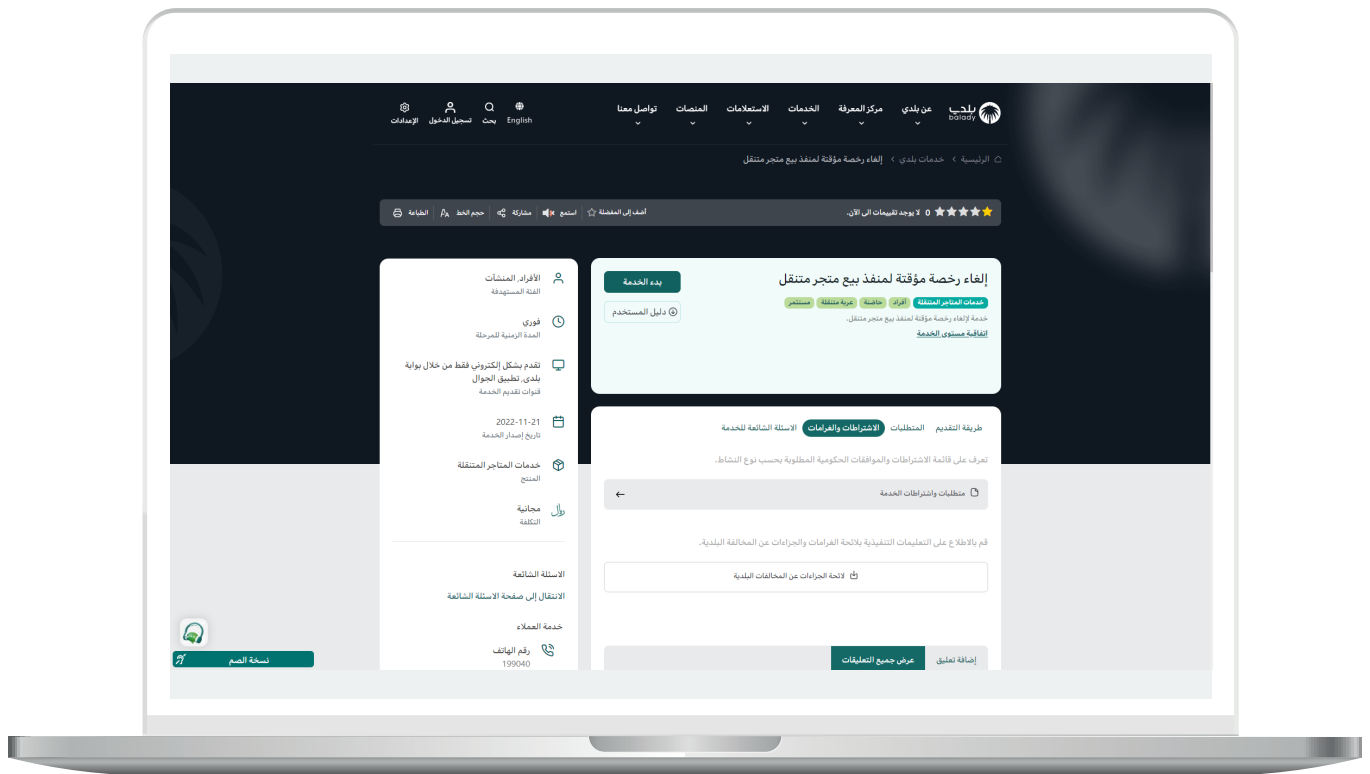 بلدي
balady
عن بلدي
مركز المعرفة
الخدمات
الاستعلامات
المنصات
تواصل معنا
English
بحث
تسجيل الدخول
الإعدادات
الرئيسية
خدمات بلدي
إلغاء رخصة مؤقتة لمنفذ بيع متجر متنقل
0 لا يوجد تقييمات الى الآن.
أضف إلى المفضلة
استمع
مشاركة
حجم الخط
الطباعة
إلغاء رخصة مؤقتة لمنفذ بيع متجر متنقل
خدمات المتاجر المتنقلة
افراد
حاضنة
عربة متنقلة
مستثمر
خدمة لإلغاء رخصة مؤقتة لمنفذ بيع متجر متنقل.
اتفاقية مستوى الخدمة
بدء الخدمة
دليل المستخدم
طريقة التقديم
المتطلبات
الاشتراطات والغرامات
الاسئلة الشائعة للخدمة
تعرف على قائمة الاشتراطات والموافقات الحكومية المطلوبة بحسب نوع النشاط.
متطلبات واشتراطات الخدمة
قم بالاطلاع على التعليمات التنفيذية بلائحة الغرامات والجزاءات عن المخالفة البلدية.
لائحة الجزاءات عن المخالفات البلدية
إضافة تعليق
عرض جميع التعليقات
الأفراد, المنشآت
الفئة المستهدفة
فوري
المدة الزمنية للمرحلة
تقدم بشكل إلكتروني فقط من خلال بوابة
بلدي, تطبيق الجوال
قنوات تقديم الخدمة
2022-11-21
تاريخ إصدار الخدمة
خدمات المتاجر المتنقلة
المنتج
مجانية
التكلفة
الاسئلة الشائعة
الانتقال إلى صفحة الاسئلة الشائعة
خدمة العملاء
رقم الهاتف
199040
نسخة الصم